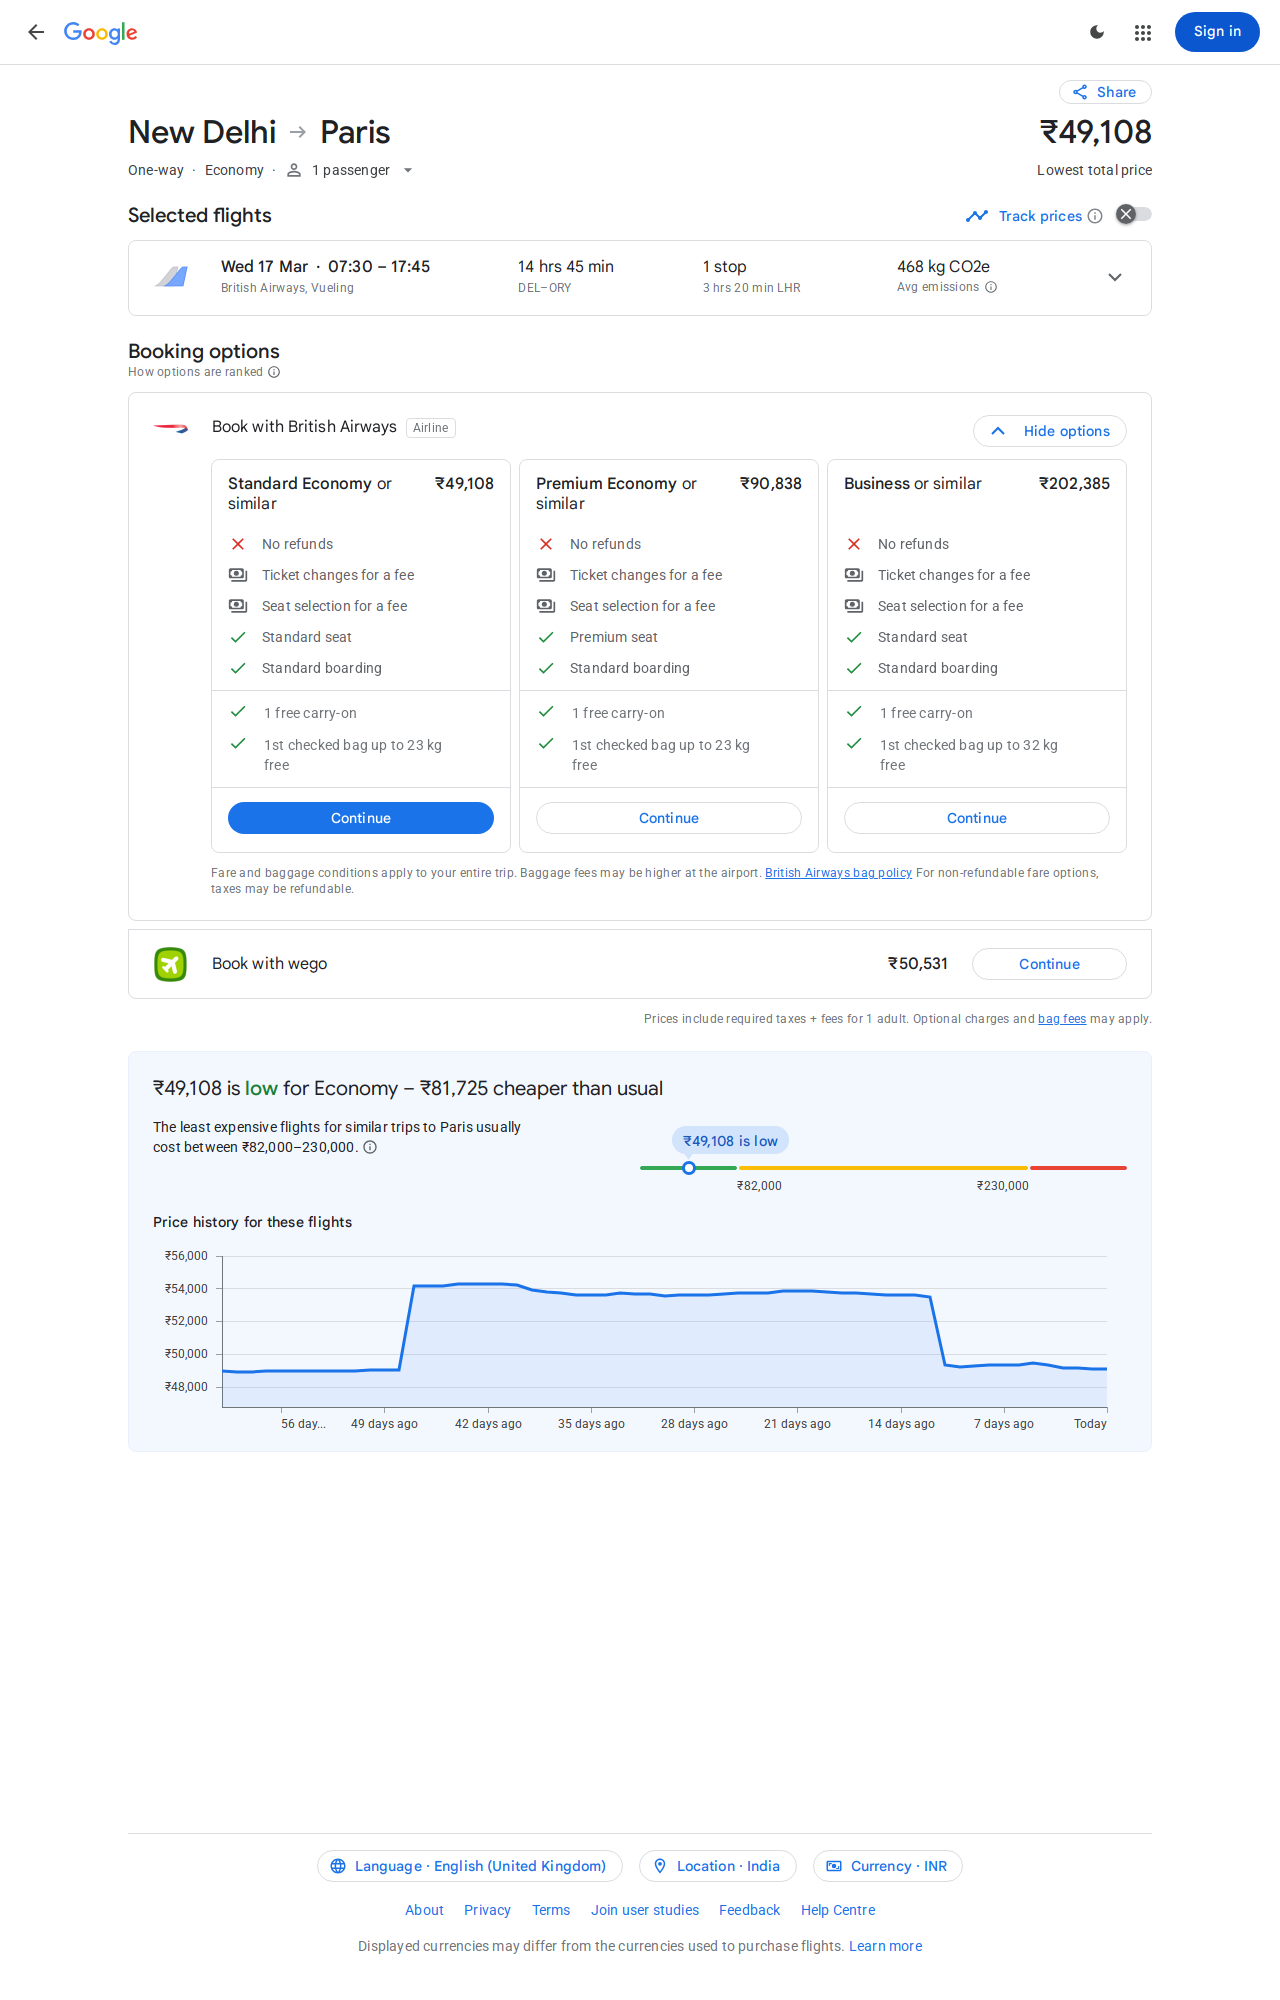 Google
Sign in
Share
New Delhi → Paris
₹49,108
One-way · Economy · 1 passenger
Lowest total price
Selected flights
Track prices
Wed 17 Mar · 07:30 – 17:45
14 hrs 45 min
1 stop
468 kg CO2e
British Airways, Vueling
DEL–ORY
3 hrs 20 min LHR
Avg emissions
Booking options
How options are ranked
Book with British Airways
Airline
Hide options
Standard Economy or similar
₹49,108
No refunds
Ticket changes for a fee
Seat selection for a fee
Standard seat
Standard boarding
1 free carry-on
1st checked bag up to 23 kg
free
Continue
Premium Economy or similar
₹90,838
No refunds
Ticket changes for a fee
Seat selection for a fee
Premium seat
Standard boarding
1 free carry-on
1st checked bag up to 23 kg
free
Continue
Business or similar
₹202,385
No refunds
Ticket changes for a fee
Seat selection for a fee
Standard seat
Standard boarding
1 free carry-on
1st checked bag up to 32 kg
free
Continue
Fare and baggage conditions apply to your entire trip. Baggage fees may be higher at the airport. British Airways bag policy For non-refundable fare options,
taxes may be refundable.
Book with wego
₹50,531
Continue
Prices include required taxes + fees for 1 adult. Optional charges and bag fees may apply.
₹49,108 is low for Economy – ₹81,725 cheaper than usual
The least expensive flights for similar trips to Paris usually
cost between ₹82,000–230,000.
₹49,108 is low
₹82,000
₹230,000
Price history for these flights
₹56,000
₹54,000
₹52,000
₹50,000
₹48,000
56 day...
49 days ago
42 days ago
35 days ago
28 days ago
21 days ago
14 days ago
7 days ago
Today
Language · English (United Kingdom)
Location · India
Currency · INR
About
Privacy
Terms
Join user studies
Feedback
Help Centre
Displayed currencies may differ from the currencies used to purchase flights. Learn more